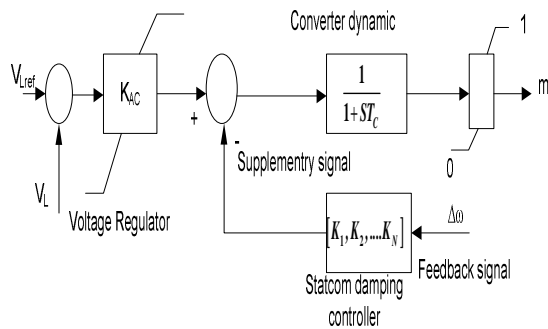 Converter dynamic
1
V_Lref
K_AC
1
1+ST_C
m
+
-
Supplementry signal
0
V_L
Voltage Regulator
[K_1, K_2,....K_N]
Δω
Feedback signal
Statcom damping
controller